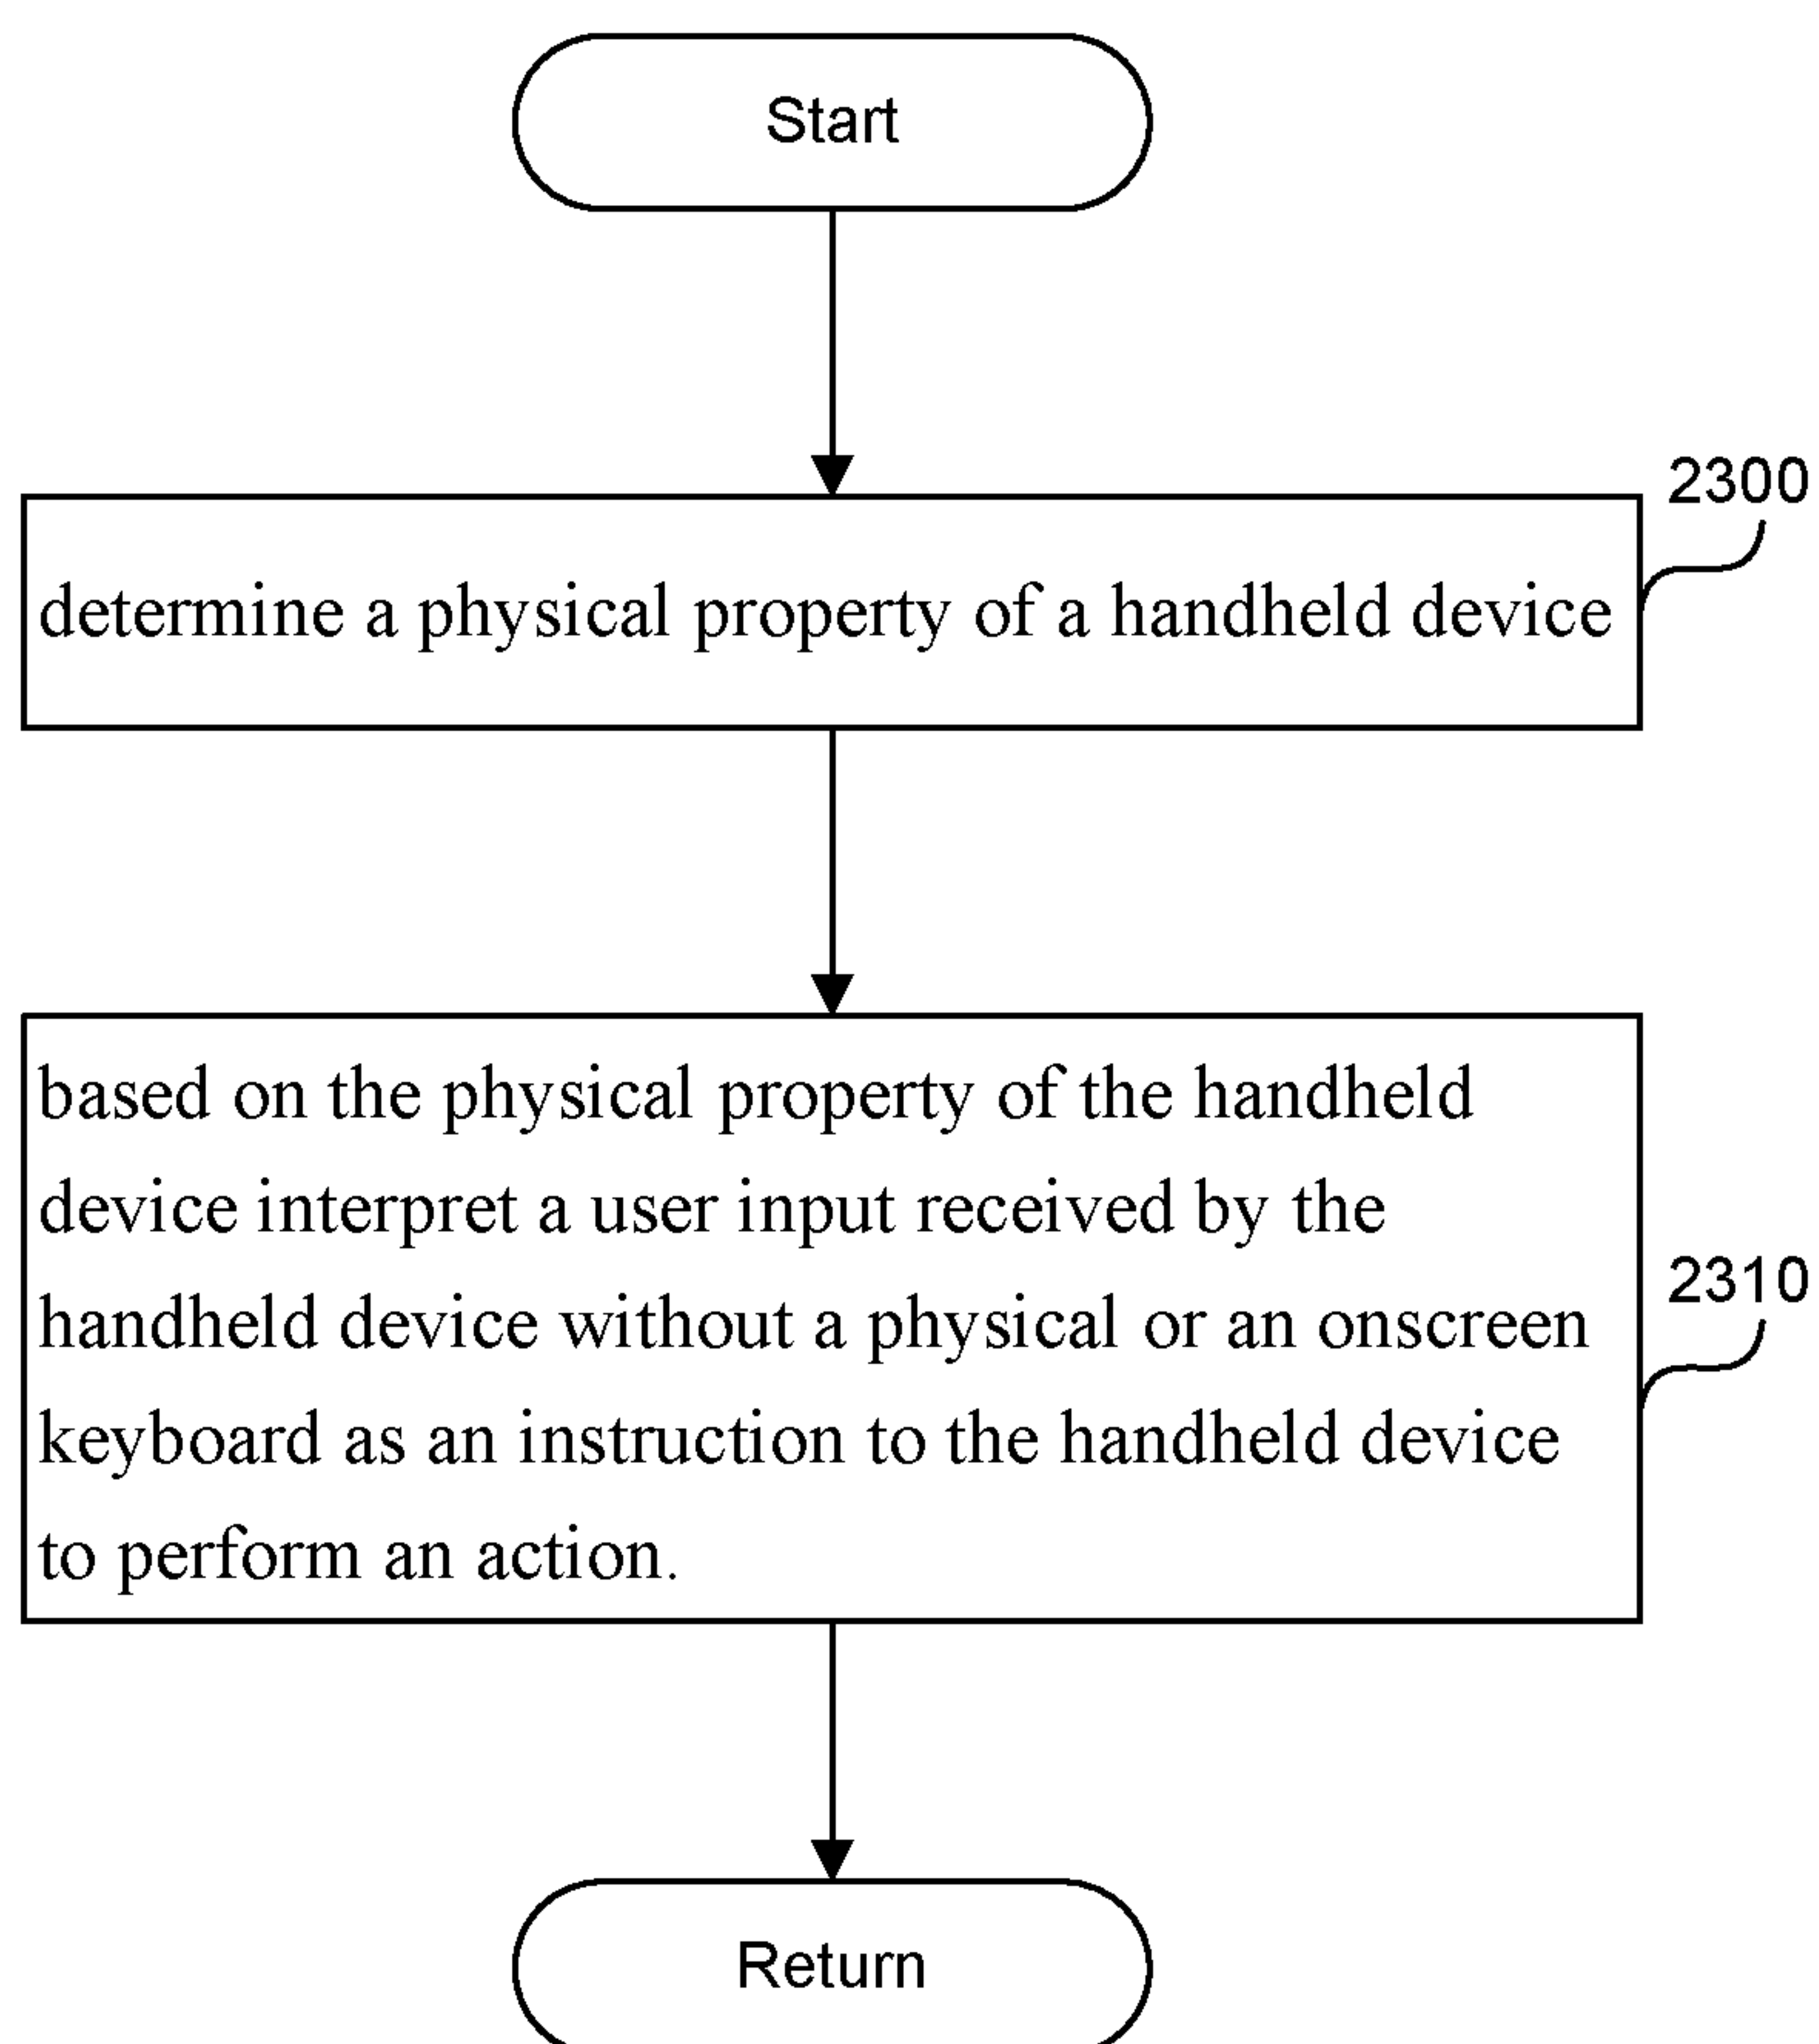 Start
2300
determine a physical property of a handheld device
based on the physical property of the handheld
device interpret a user input received by the
handheld device without a physical or an onscreen
2310
keyboard as an instruction to the handheld device
to perform an action.
Return